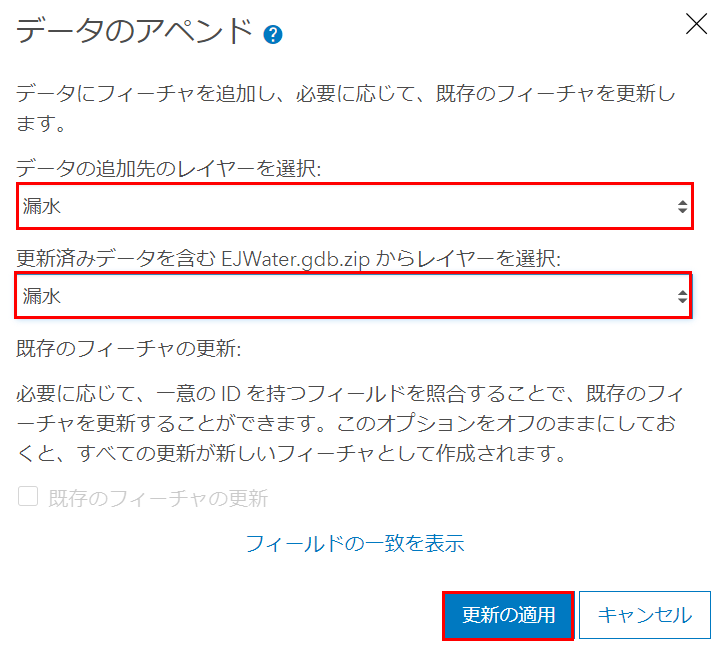 データのアペンド ?
データにフィーチャを追加し、必要に応じて、既存のフィーチャを更新し
ます。
データの追加先のレイヤーを選択:
漏水
更新済みデータを含む EJWater.gdb.zip からレイヤーを選択:
漏水
既存のフィーチャの更新:
必要に応じて、一意の ID を持つフィールドを照合することで、既存のフィ
ーチャを更新することができます。このオプションをオフのままにしてお
くと、すべての更新が新しいフィーチャとして作成されます。
既存のフィーチャの更新
フィールドの一致を表示
更新の適用 キャンセル